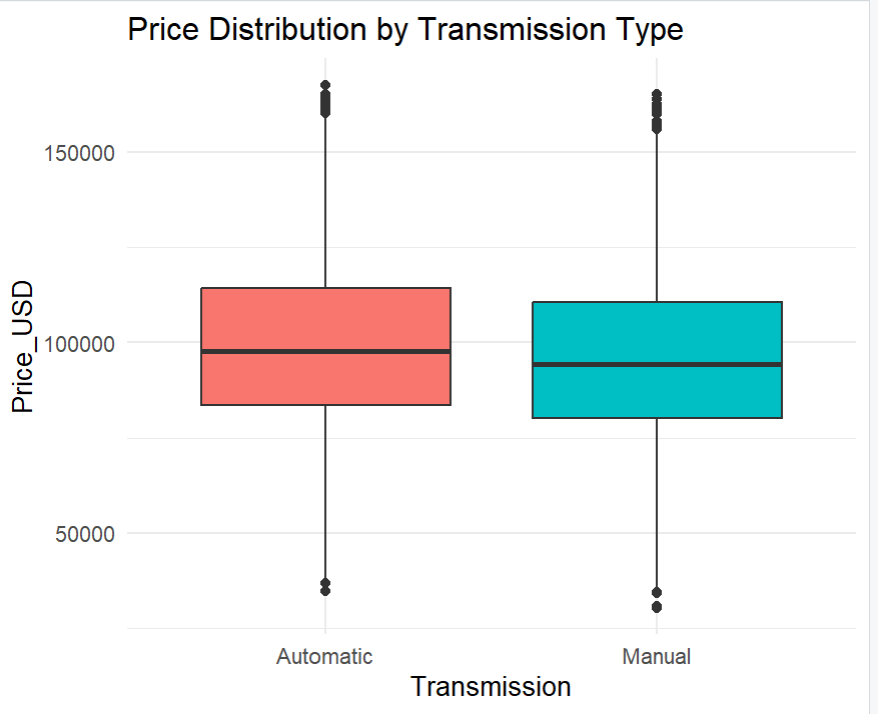 Price Distribution by Transmission Type
150000
100000
50000
Price_USD
Automatic
Manual
Transmission